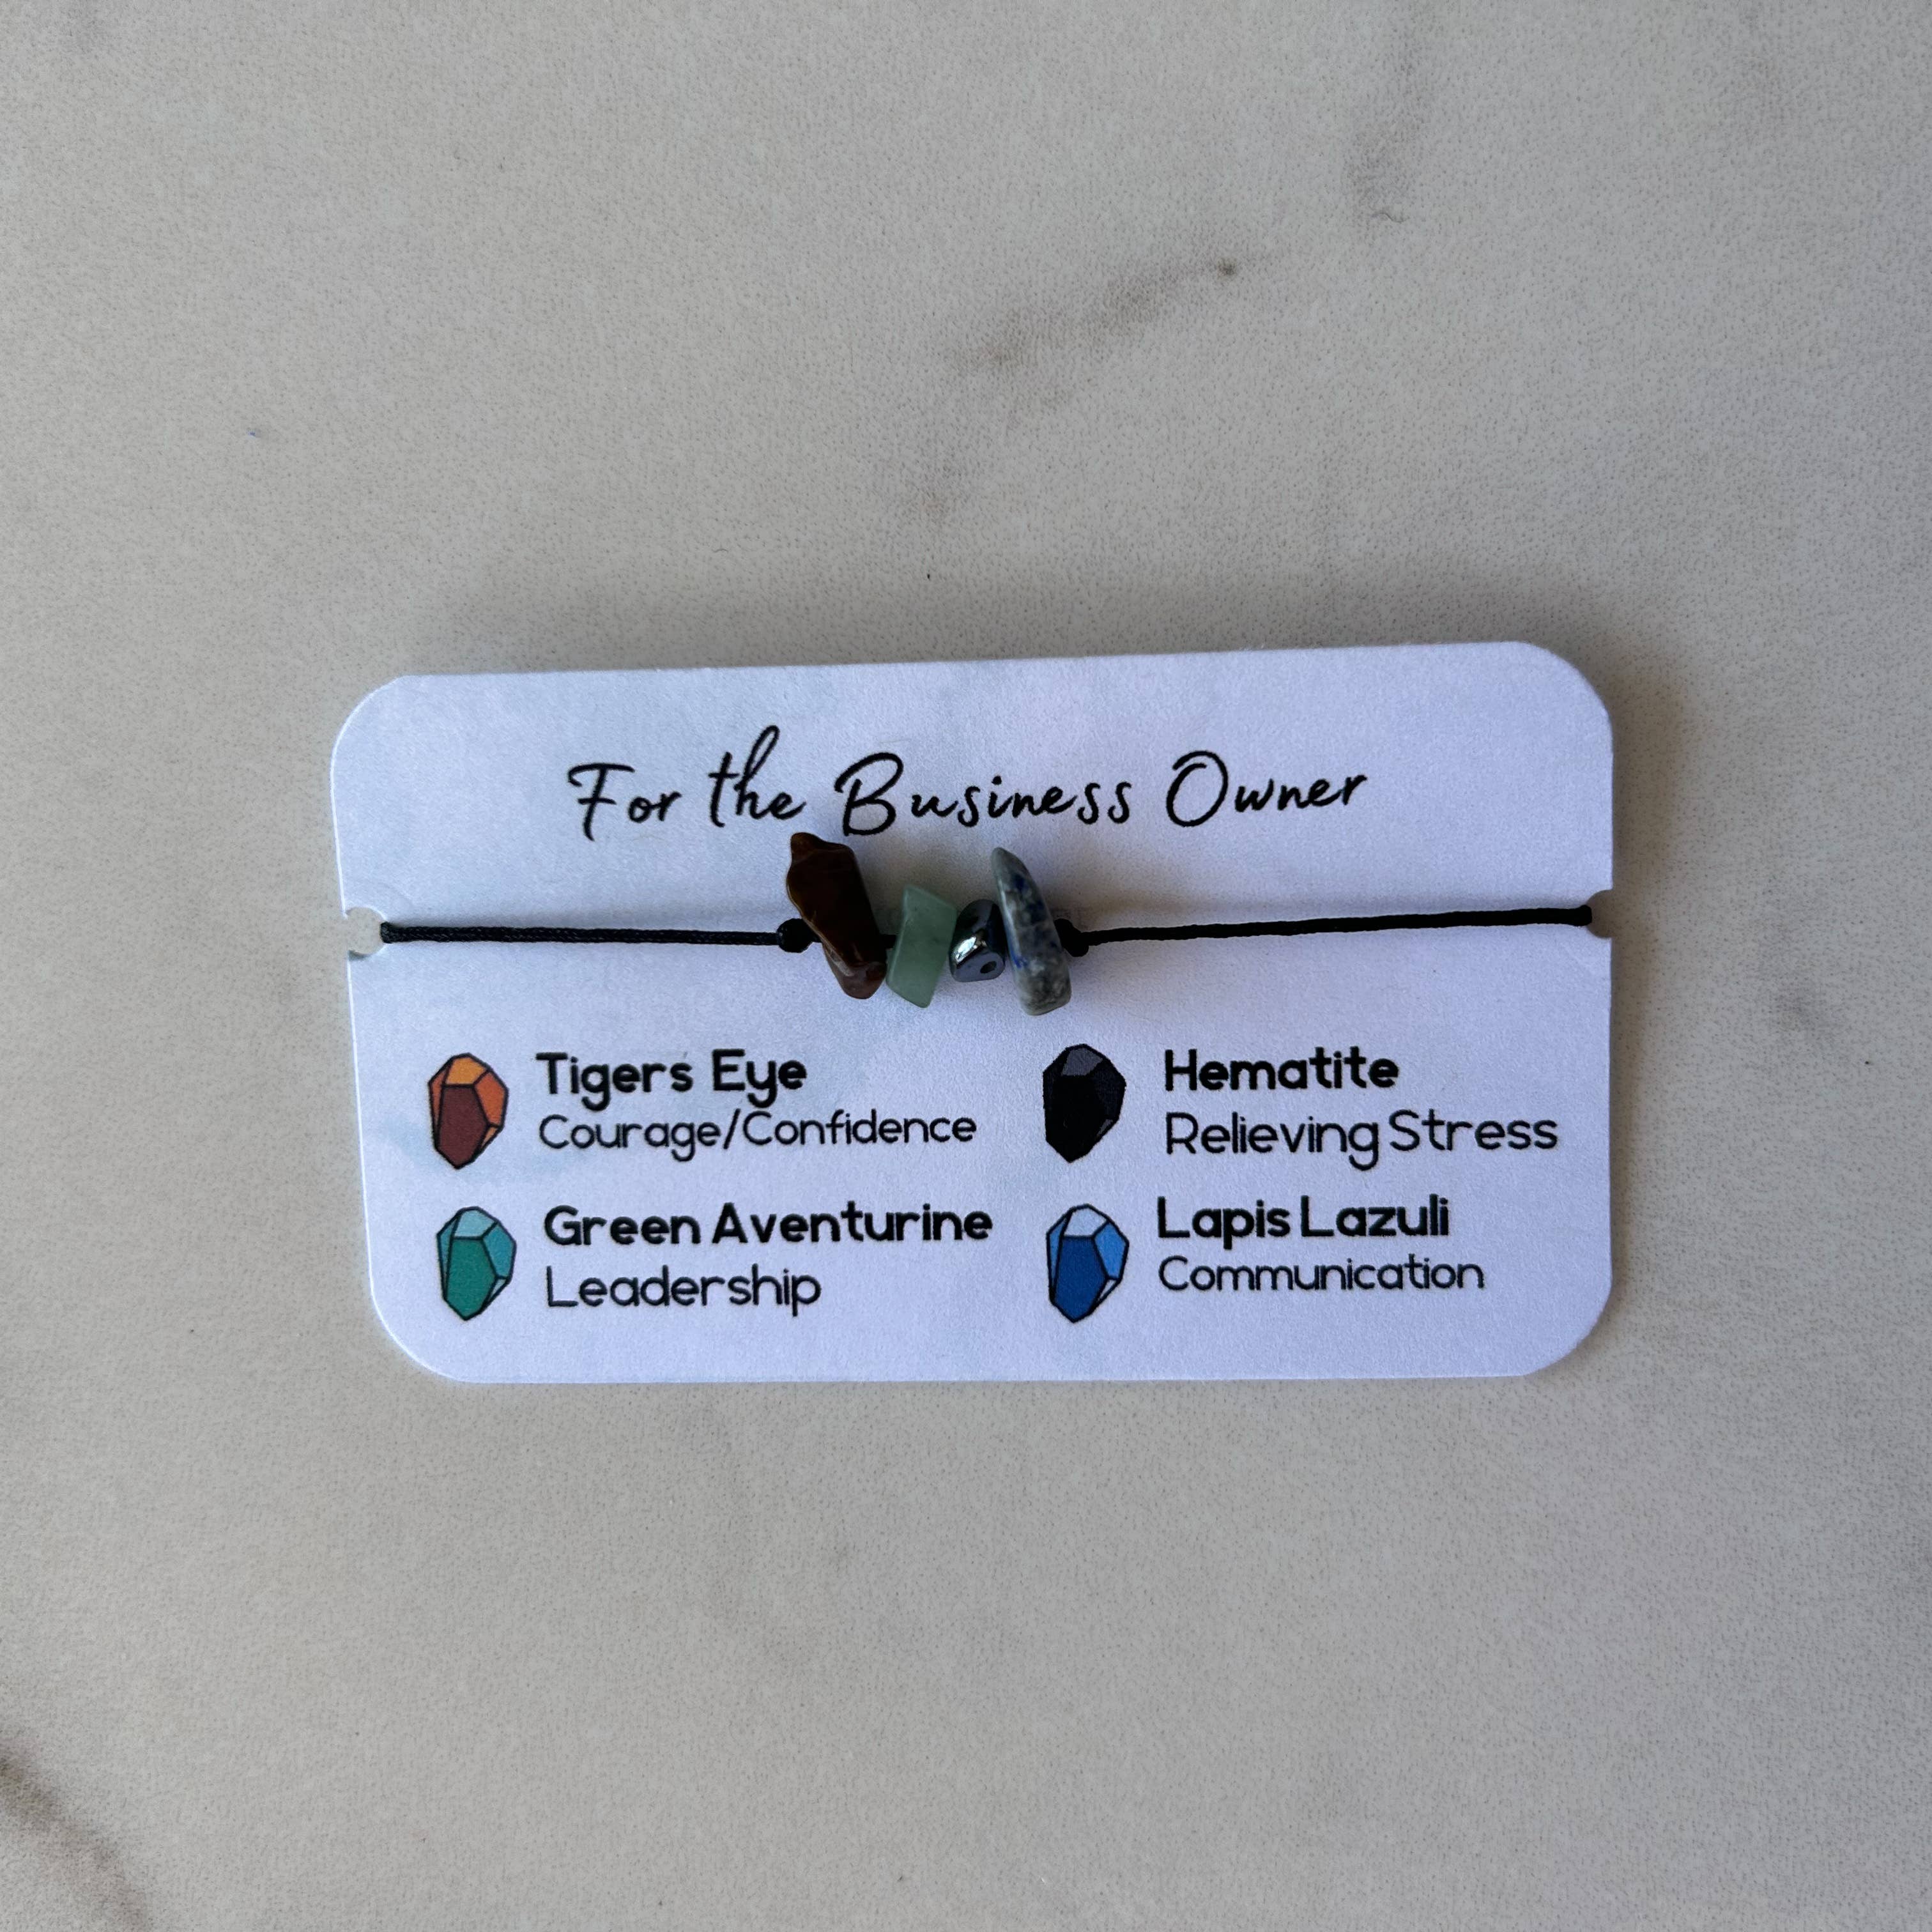 For the Business Owner
Tigers Eye
Courage/Confidence
Green Aventurine
Leadership
Hematite
Relieving Stress
Lapis Lazuli
Communication